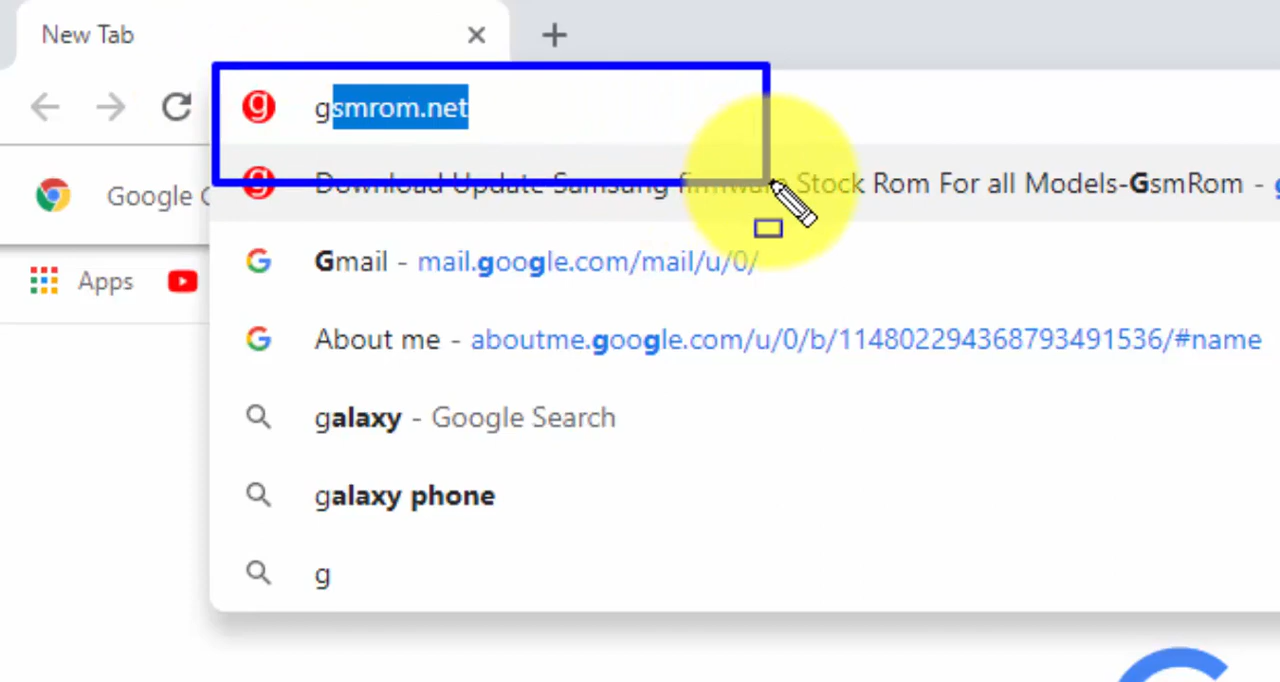 New Tab
gsmrom.net
Download Update Samsung firmware Stock Rom For all Models-GsmRom -
Google
Gmail - mail.google.com/mail/u/0/
Apps
About me - aboutme.google.com/u/0/b/114802294368793491536/#name
galaxy - Google Search
galaxy phone
g